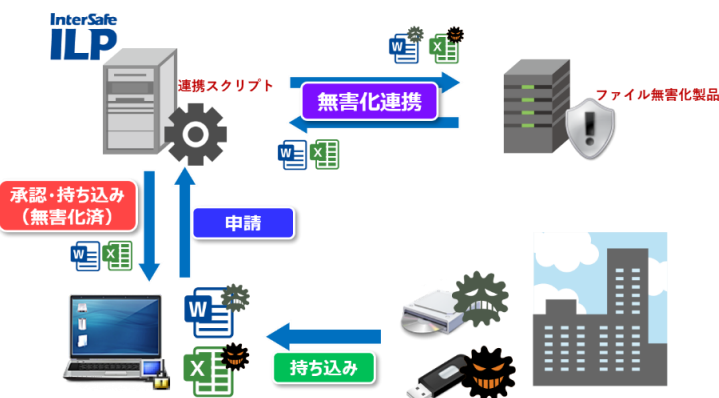 InterSafe
ILP
連携スクリプト
無害化連携
ファイル無害化製品
承認・持ち込み
（無害化済）
申請
持ち込み
W
X
W
X
W
X
W
X